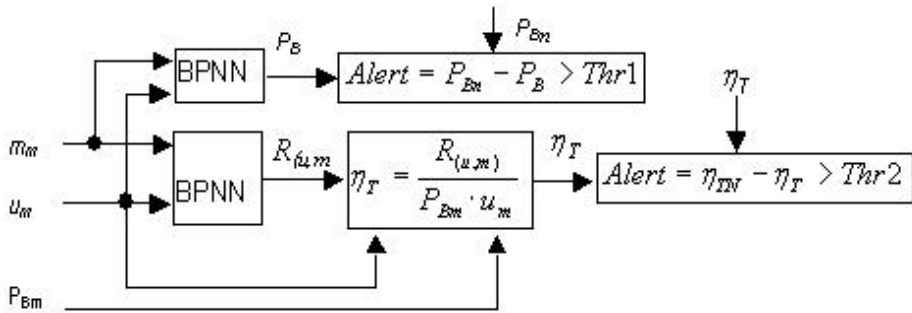 P_B
P_Bn
BPNN
Alert = P_Bm − P_B > Thr1
η_T
m_m
R_(u,m
η_T
u_m
BPNN
η_T = R_(u,m) / P_Bm · u_m
Alert = η_TN − η_T > Thr2
P_Bm